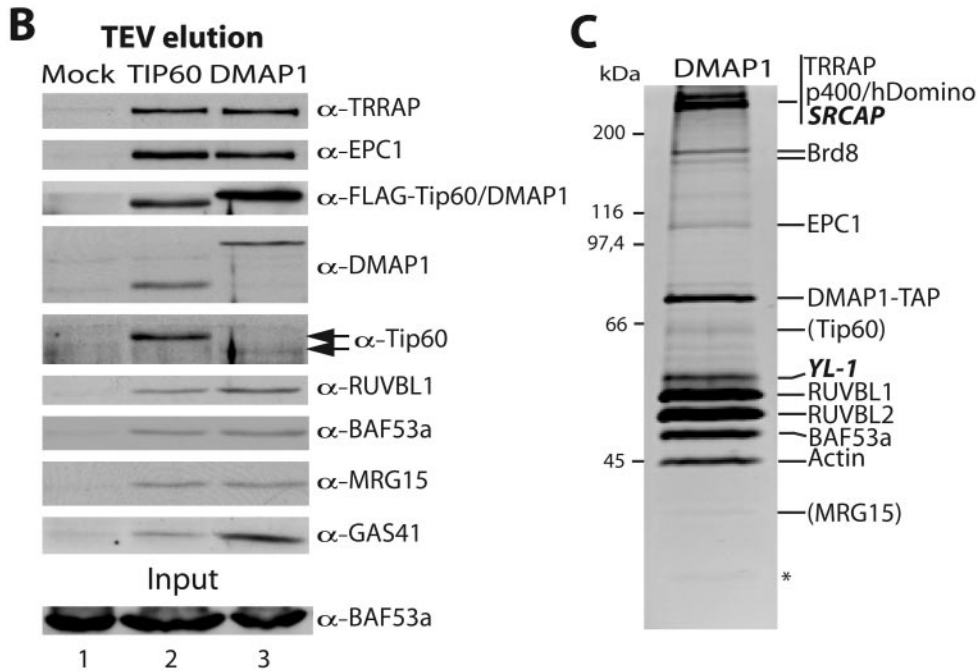 B
TEV elution
Mock TIP60 DMAP1
α-TRRAP
α-EPC1
α-FLAG-Tip60/DMAP1
α-DMAP1
α-Tip60
α-RUVBL1
α-BAF53a
α-MRG15
α-GAS41
Input
α-BAF53a
1 2 3
C
kDa
DMAP1
200
116
97,4
66
45
TRRAP
p400/hDomino
SRCAP
Brd8
EPC1
DMAP1-TAP
(Tip60)
YL-1
RUVBL1
RUVBL2
BAF53a
Actin
(MRG15)
*